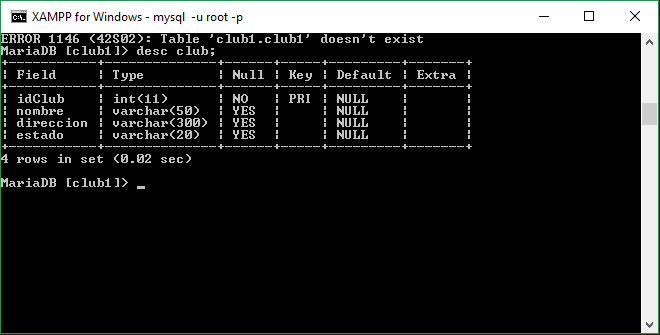 XAMPP for Windows - mysql -u root -p
ERROR 1146 (42S02): Table 'club1.club1' doesn't exist
MariaDB [club1]> desc club;
+-----------+--------------+------+-----+---------+-------+
| Field     | Type         | Null | Key | Default | Extra |
+-----------+--------------+------+-----+---------+-------+
| idClub    | int(11)      | NO   | PRI | NULL    |       |
| nombre    | varchar(50)  | YES  |     | NULL    |       |
| direccion | varchar(300) | YES  |     | NULL    |       |
| estado    | varchar(20)  | YES  |     | NULL    |       |
+-----------+--------------+------+-----+---------+-------+
4 rows in set (0.02 sec)
MariaDB [club1]> _